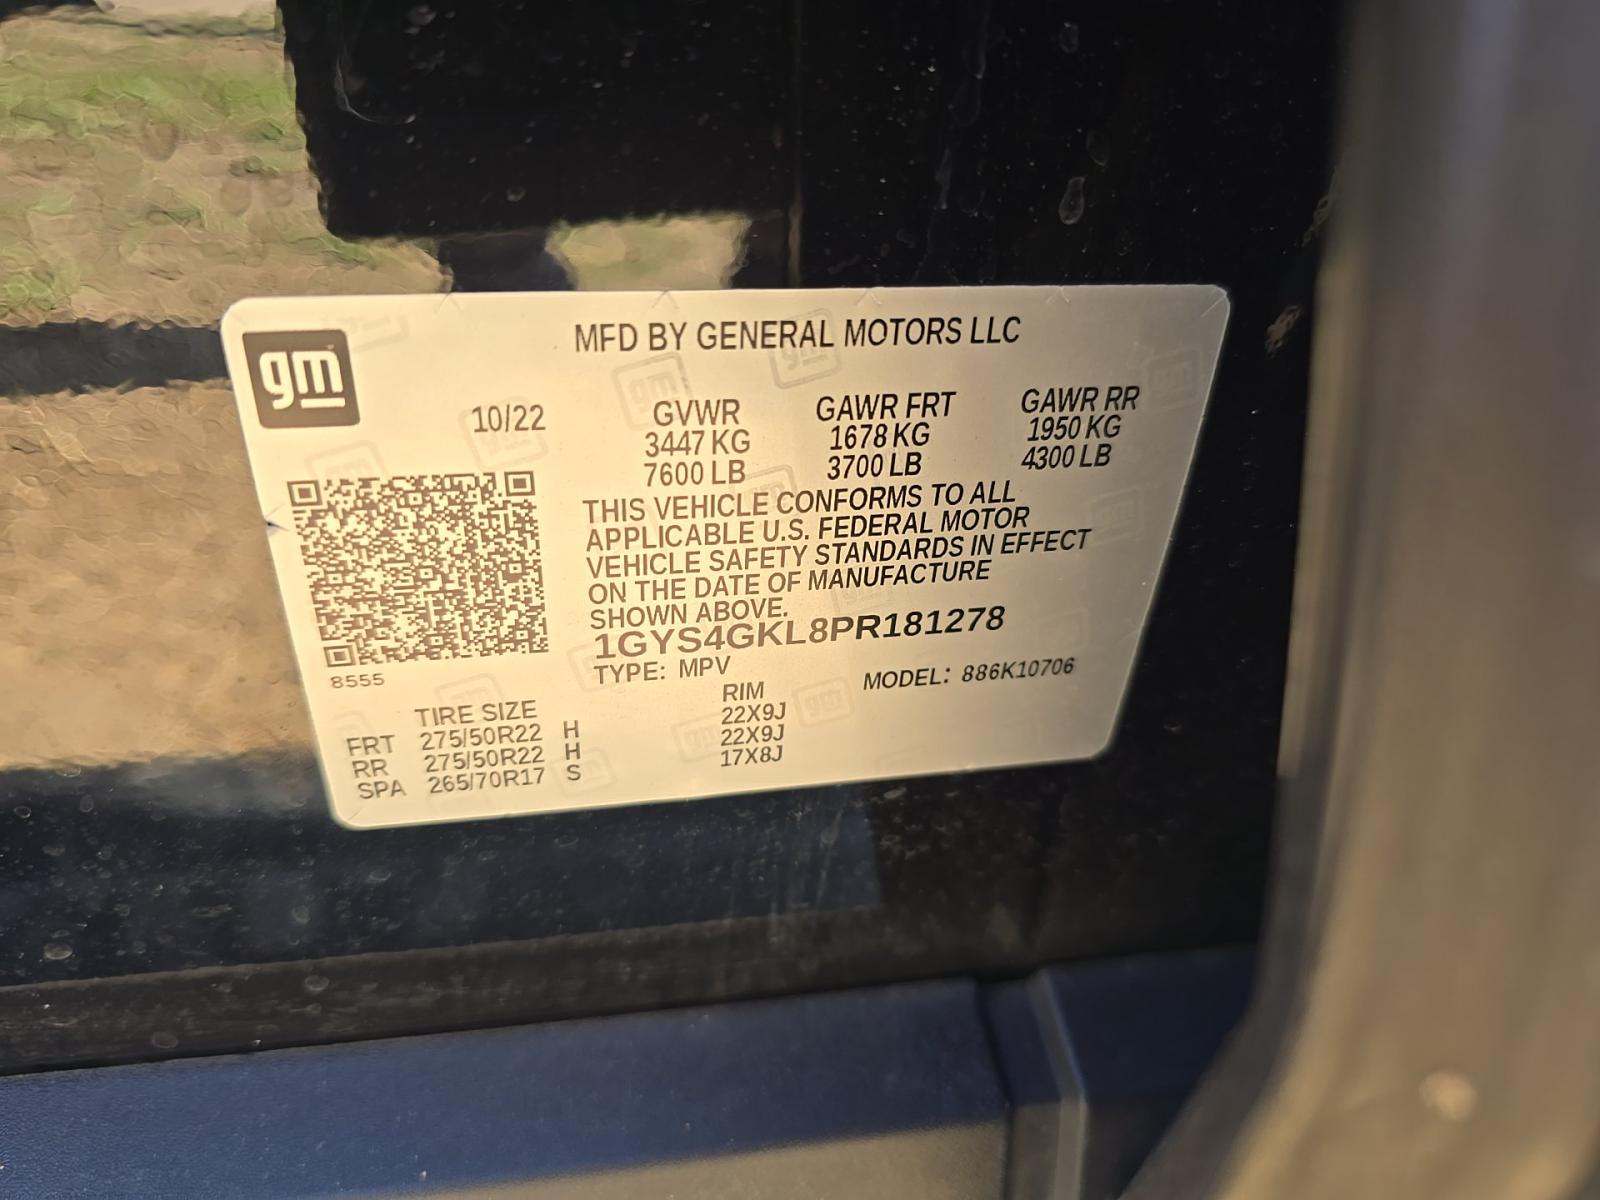 gm
MFD BY GENERAL MOTORS LLC
10/22 GVWR GAWR FRT GAWR RR
3447 KG 1678 KG 1950 KG
7600 LB 3700 LB 4300 LB
THIS VEHICLE CONFORMS TO ALL
APPLICABLE U.S. FEDERAL MOTOR
VEHICLE SAFETY STANDARDS IN EFFECT
ON THE DATE OF MANUFACTURE
SHOWN ABOVE.
1GYS4GKL8PR181278
8555
TYPE: MPV MODEL: 886K10706
TIRE SIZE RIM
FRT 275/50R22 H 22X9J
RR 275/50R22 H 22X9J
SPA 265/70R17 S 17X8J